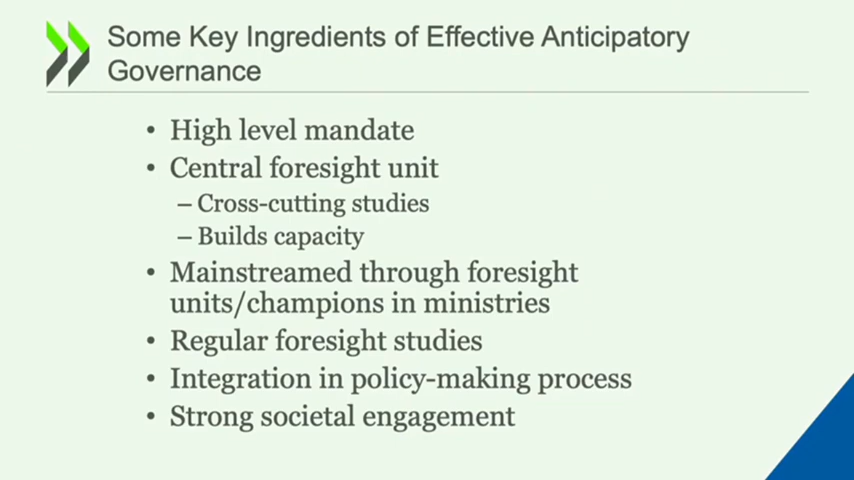 Some Key Ingredients of Effective Anticipatory
Governance
• High level mandate
• Central foresight unit
– Cross-cutting studies
– Builds capacity
• Mainstreamed through foresight
units/champions in ministries
• Regular foresight studies
• Integration in policy-making process
• Strong societal engagement